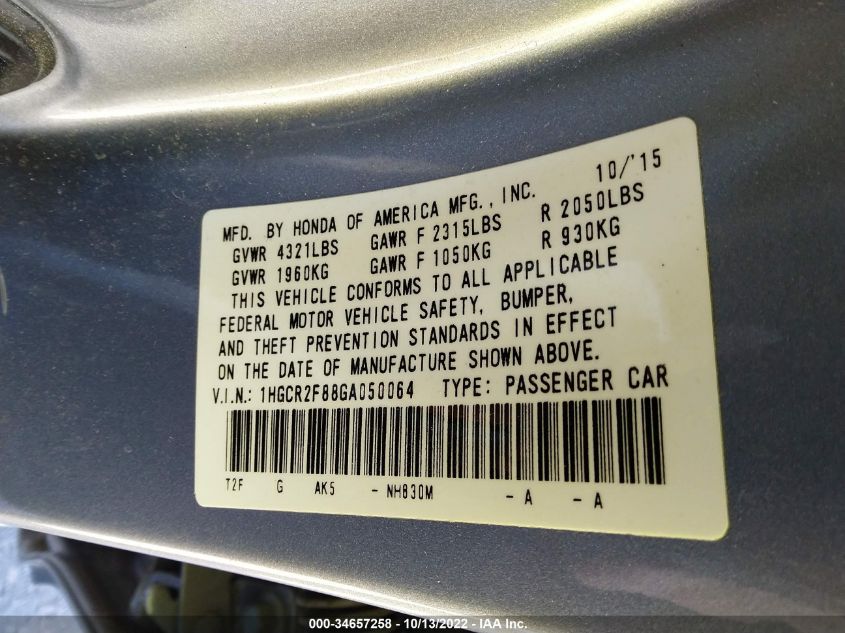 10/'15
MFD. BY HONDA OF AMERICA MFG., INC.
GVWR 4321LBS GAWR F 2315LBS R 2050LBS
GVWR 1960KG GAWR F 1050KG R 930KG
THIS VEHICLE CONFORMS TO ALL APPLICABLE
FEDERAL MOTOR VEHICLE SAFETY, BUMPER,
AND THEFT PREVENTION STANDARDS IN EFFECT
ON THE DATE OF MANUFACTURE SHOWN ABOVE.
V.I.N.: 1HGCR2F88GA050064 TYPE: PASSENGER CAR
T2F G AK5 - NH830M - A - A
000-34657258 - 10/13/2022 - IAA Inc.